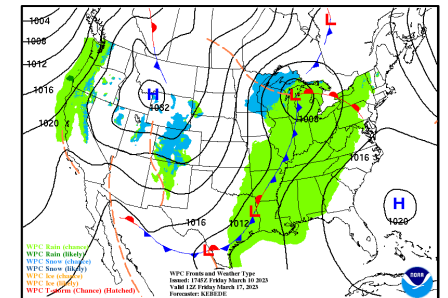 1004
L
1008
1012
H
1032
1016
L
1008
1020
1016
L
H
1020
1016
1012
L
WPC Rain (chance)
WPC Rain (likely)
WPC Snow (chance)
WPC Snow (likely)
WPC Ice (chance)
WPC Ice (likely)
WPC T-storm (Chance) (Hatched)
WPC Fronts and Weather Type
Issued: 1745Z Friday March 10 2023
Valid 12Z Friday March 17, 2023
Forecaster: KEBEDE
NOAA